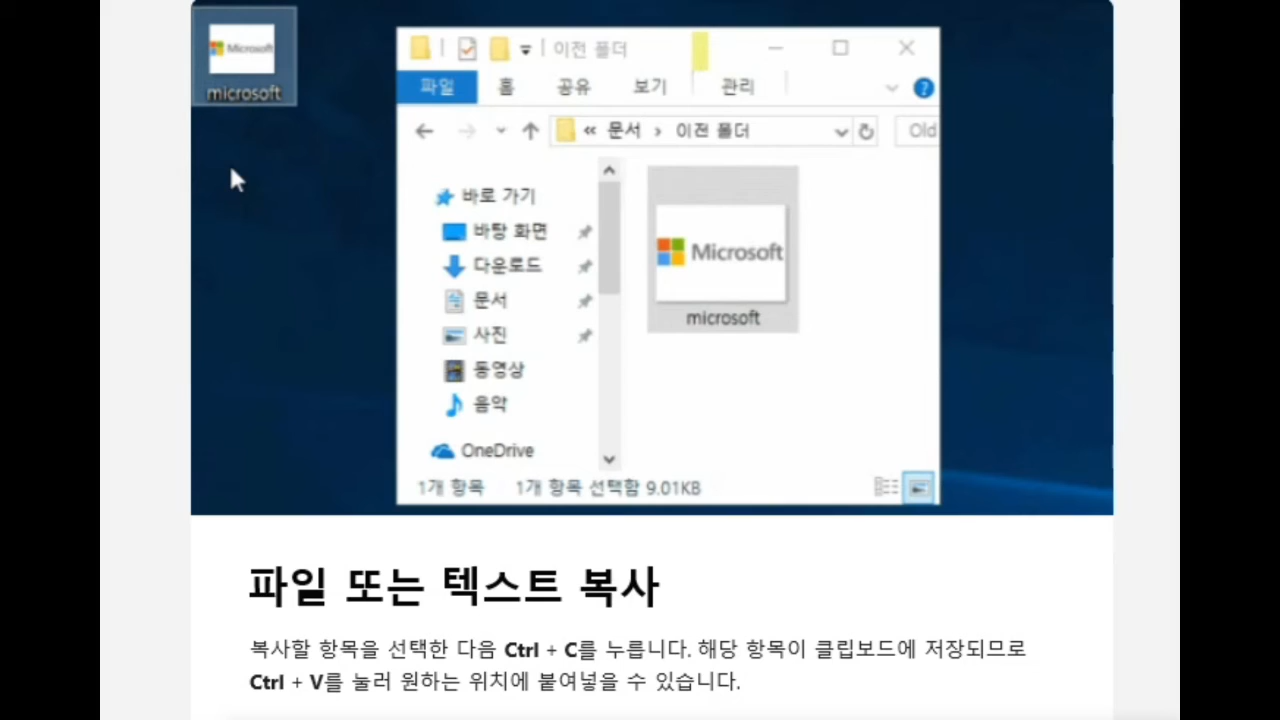 Microsoft
microsoft
이전 폴더
파일 홈 공유 보기 관리
« 문서 › 이전 폴더 Old
바로 가기
바탕 화면
다운로드
문서
사진
동영상
음악
OneDrive
Microsoft
microsoft
1개 항목 1개 항목 선택함 9.01KB
파일 또는 텍스트 복사
복사할 항목을 선택한 다음 Ctrl + C를 누릅니다. 해당 항목이 클립보드에 저장되므로
Ctrl + V를 눌러 원하는 위치에 붙여넣을 수 있습니다.